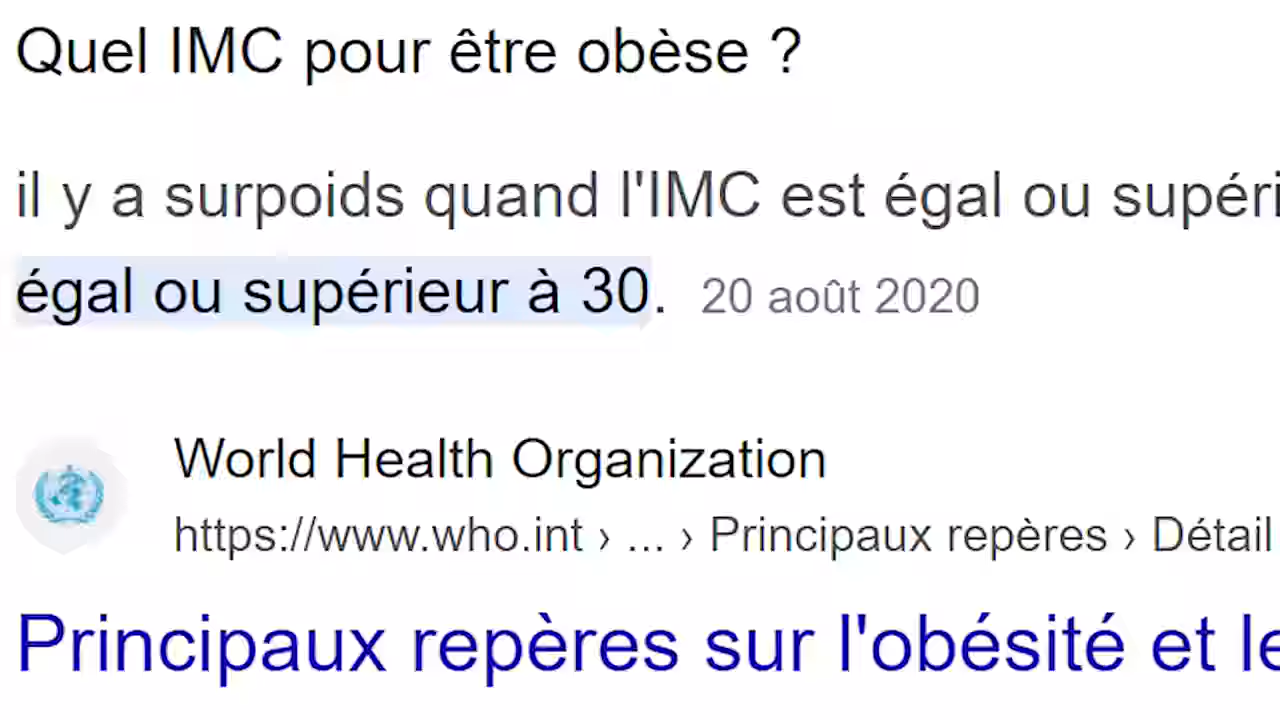 Quel IMC pour être obèse ?
il y a surpoids quand l'IMC est égal ou supéri
égal ou supérieur à 30. 20 août 2020
World Health Organization
https://www.who.int › ... › Principaux repères › Détail
Principaux repères sur l'obésité et le